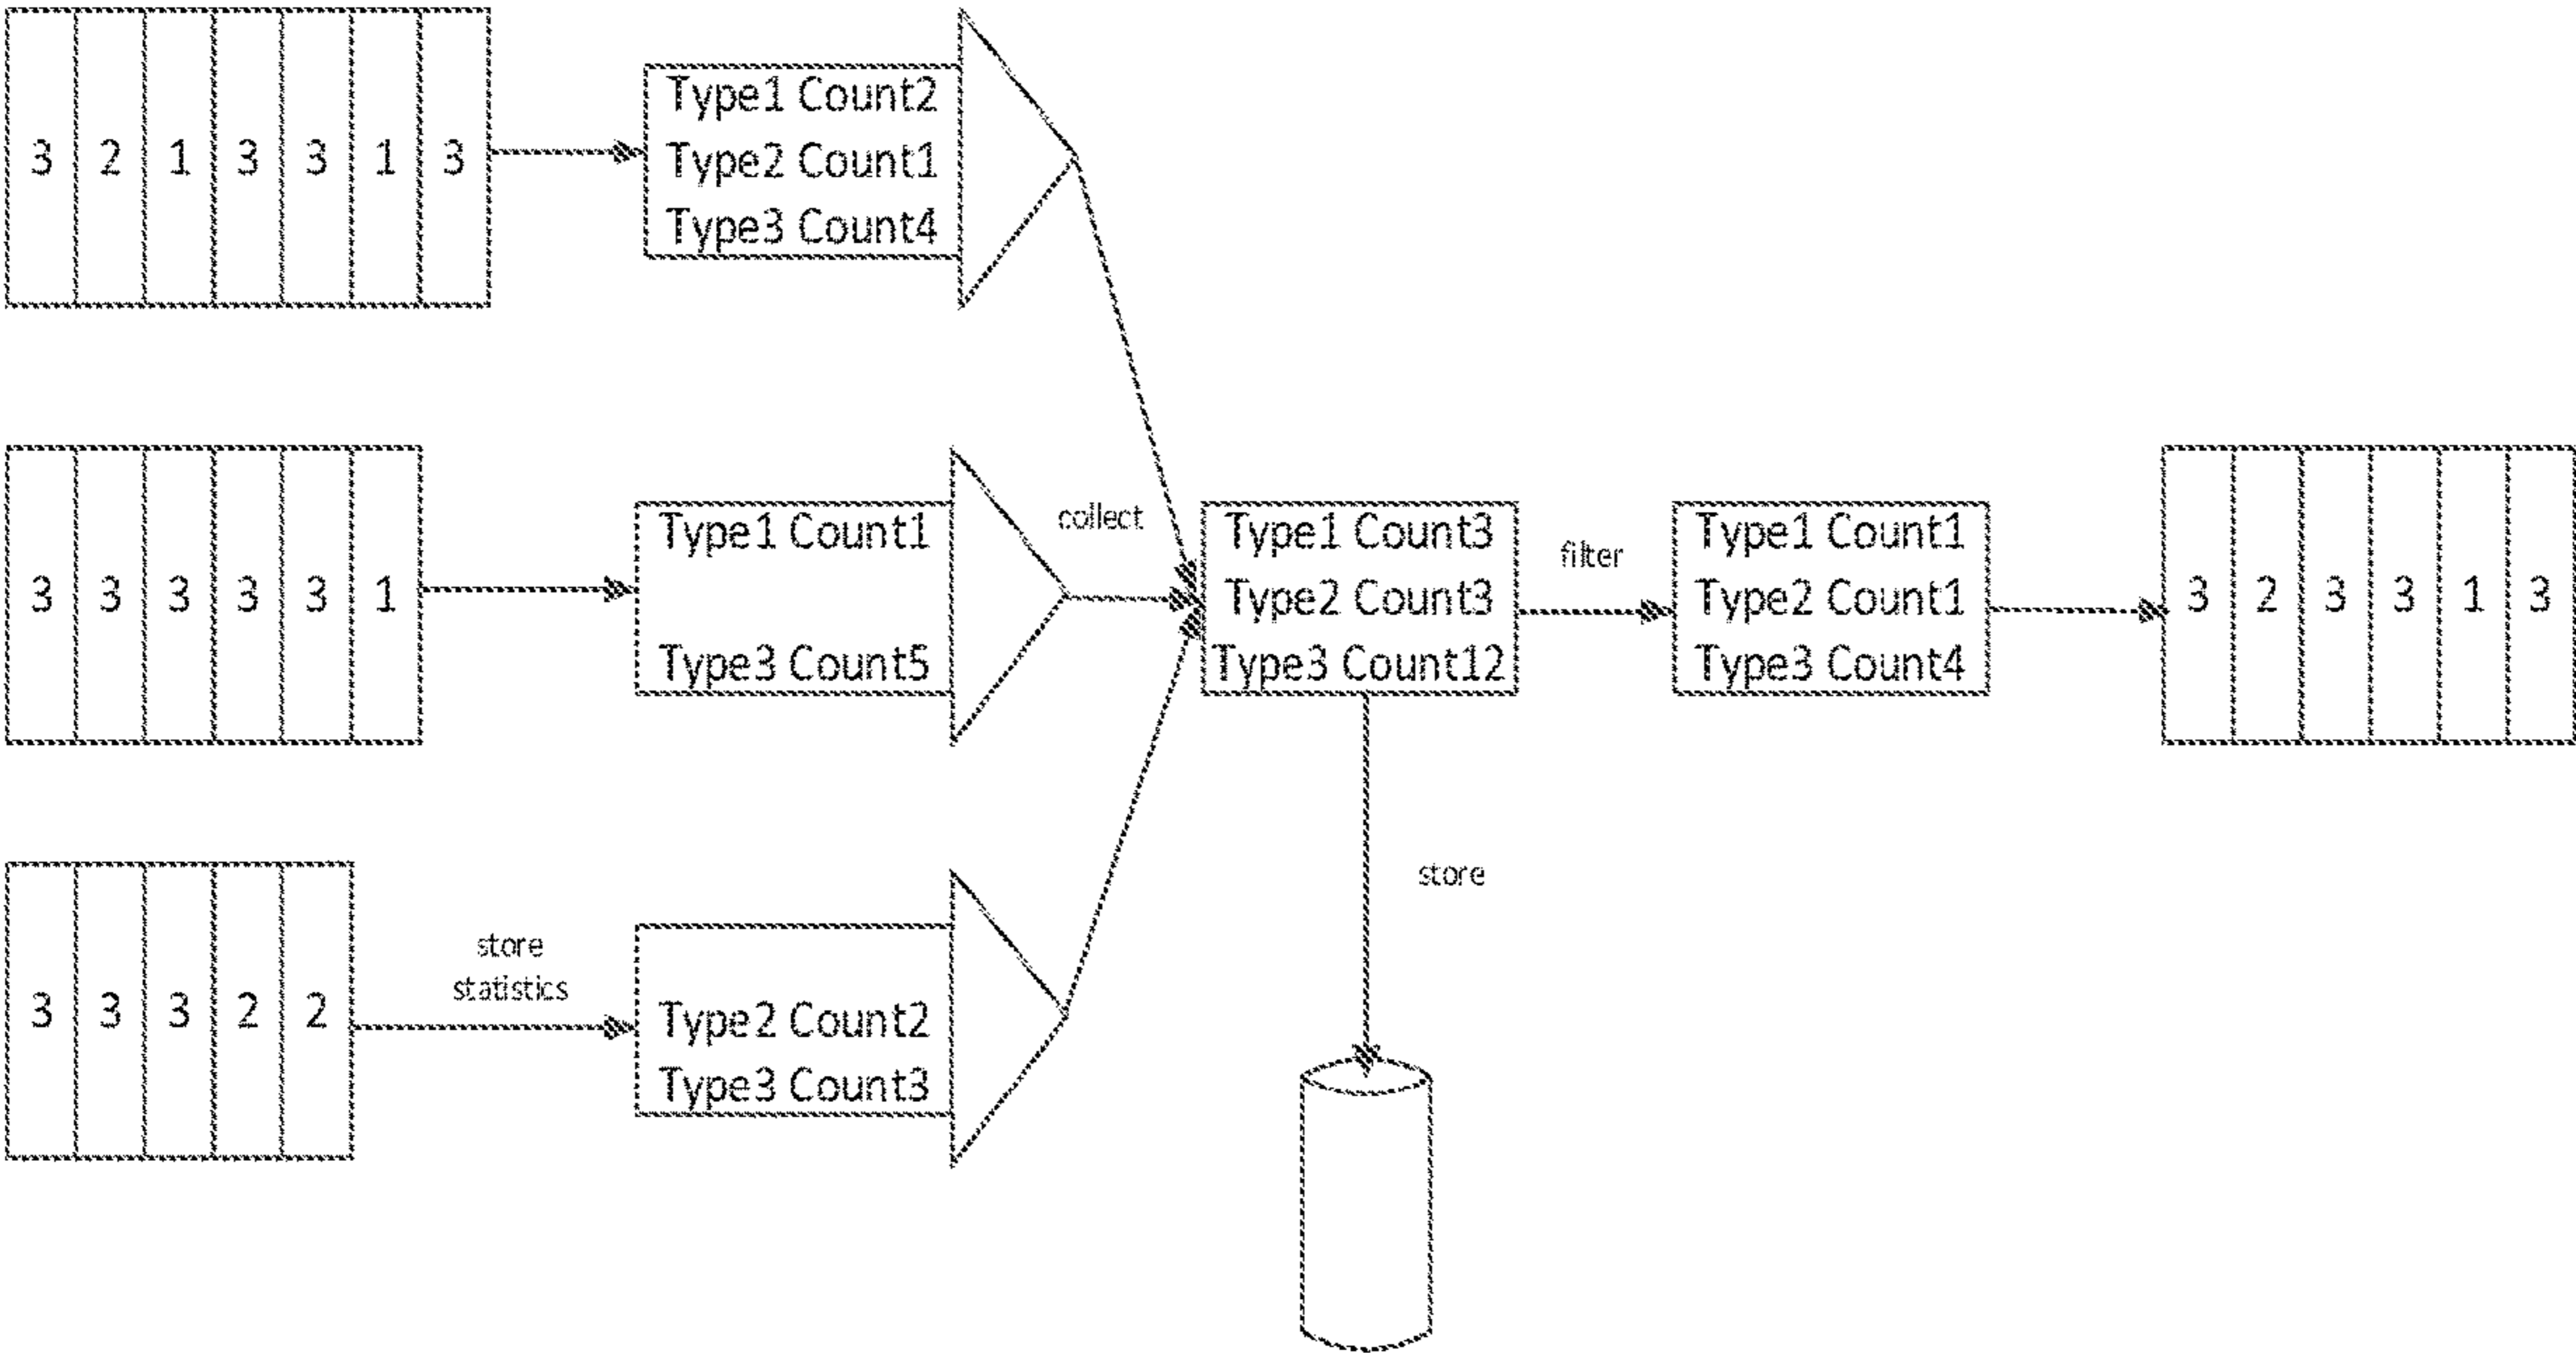 3 2 1 3 3 1 3
Type1 Count2
Type2 Count1
Type3 Count4
3 3 3 3 3 1
Type1 Count1
Type3 Count5
collect
Type1 Count3
Type2 Count3
Type3 Count12
filter
Type1 Count1
Type2 Count1
Type3 Count4
3 2 3 3 1 3
3 3 3 2 2
store
statistics
Type2 Count2
Type3 Count3
store